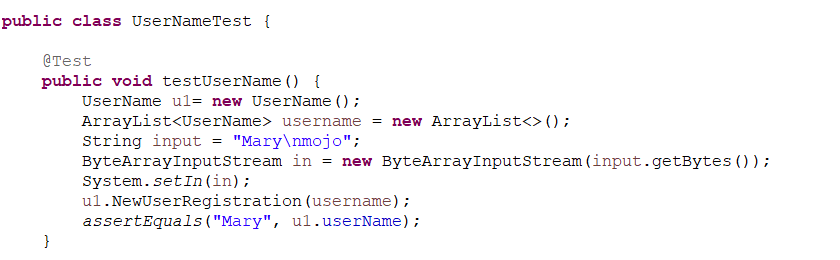 public class UserNameTest {
@Test
public void testUserName() {
UserName u1= new UserName();
ArrayList<UserName> username = new ArrayList<>();
String input = "Mary\nmojo";
ByteArrayInputStream in = new ByteArrayInputStream(input.getBytes());
System.setIn(in);
u1.NewUserRegistration(username);
assertEquals("Mary", u1.userName);
}